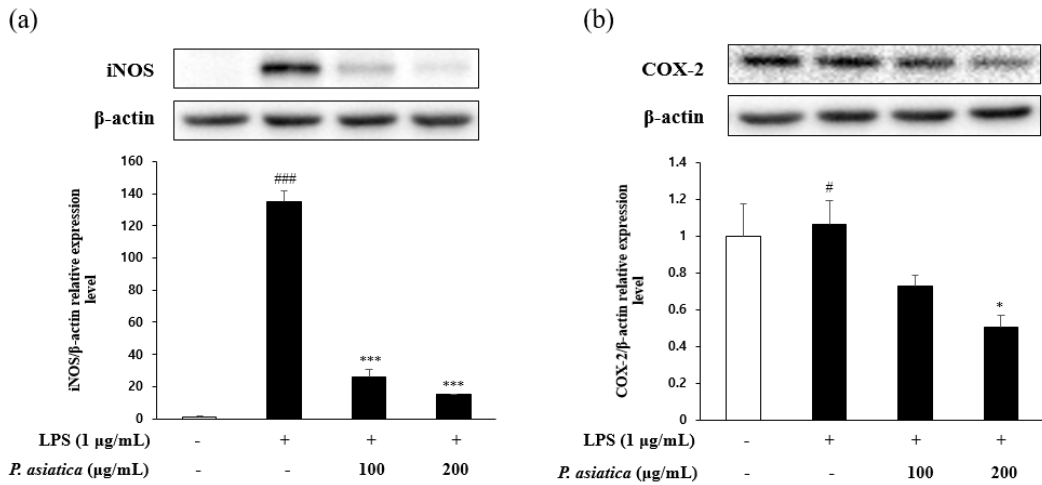 (a)
iNOS
β-actin
iNOS/β-actin relative expression
level
160
140
120
100
80
60
40
20
0
###
***
***
LPS (1 μg/mL) - + + +
P. asiatica (μg/mL) - - 100 200
(b)
COX-2
β-actin
COX-2/β-actin relative expression
level
1.4
1.2
1
0.8
0.6
0.4
0.2
0
#
*
LPS (1 μg/mL) - + + +
P. asiatica (μg/mL) - - 100 200